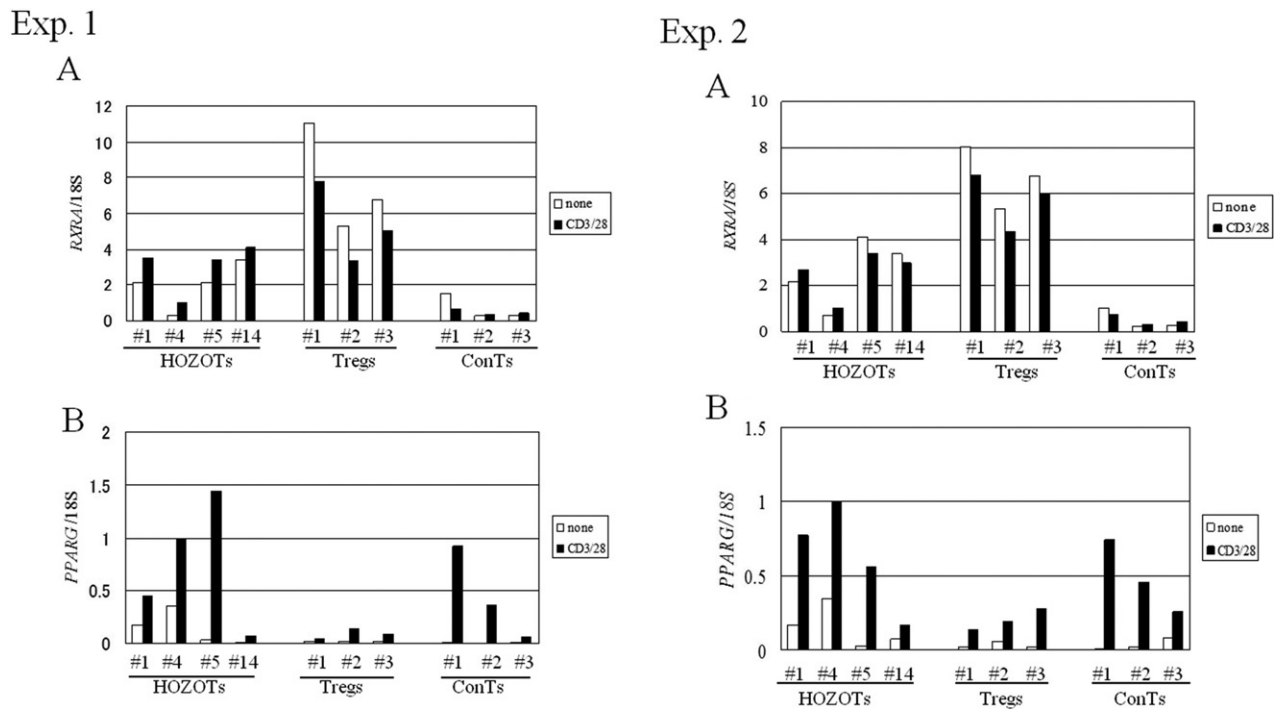 Exp. 1
A
12
10
8
6
4
2
0
RXRA/18S
none
CD3/28
#1 #4 #5 #14 #1 #2 #3 #1 #2 #3
HOZOTs Tregs ConTs
B
2
1.5
1
0.5
0
PPARG/18S
none
CD3/28
#1 #4 #5 #14 #1 #2 #3 #1 #2 #3
HOZOTs Tregs ConTs
Exp. 2
A
10
8
6
4
2
0
RXRA/18S
none
CD3/28
#1 #4 #5 #14 #1 #2 #3 #1 #2 #3
HOZOTs Tregs ConTs
B
1.5
1
0.5
0
PPARG/18S
none
CD3/28
#1 #4 #5 #14 #1 #2 #3 #1 #2 #3
HOZOTs Tregs ConTs